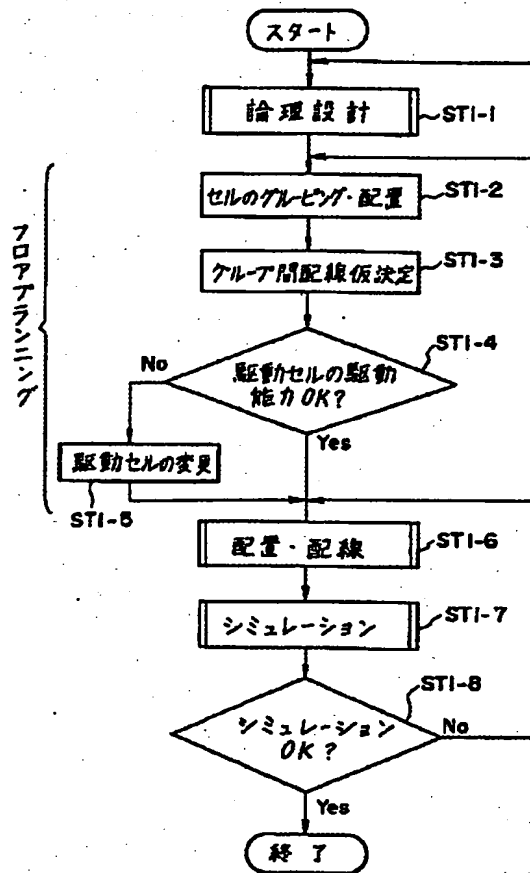 スタート
論理設計
ST1-1
セルのグルーピング・配置
ST1-2
グループ間配線仮決定
ST1-3
フロアプランニング
ST1-4
駆動セルの駆動
能力OK?
No
Yes
駆動セルの変更
ST1-5
配置・配線
ST1-6
シミュレーション
ST1-7
ST1-8
シミュレーション
OK?
No
Yes
終了